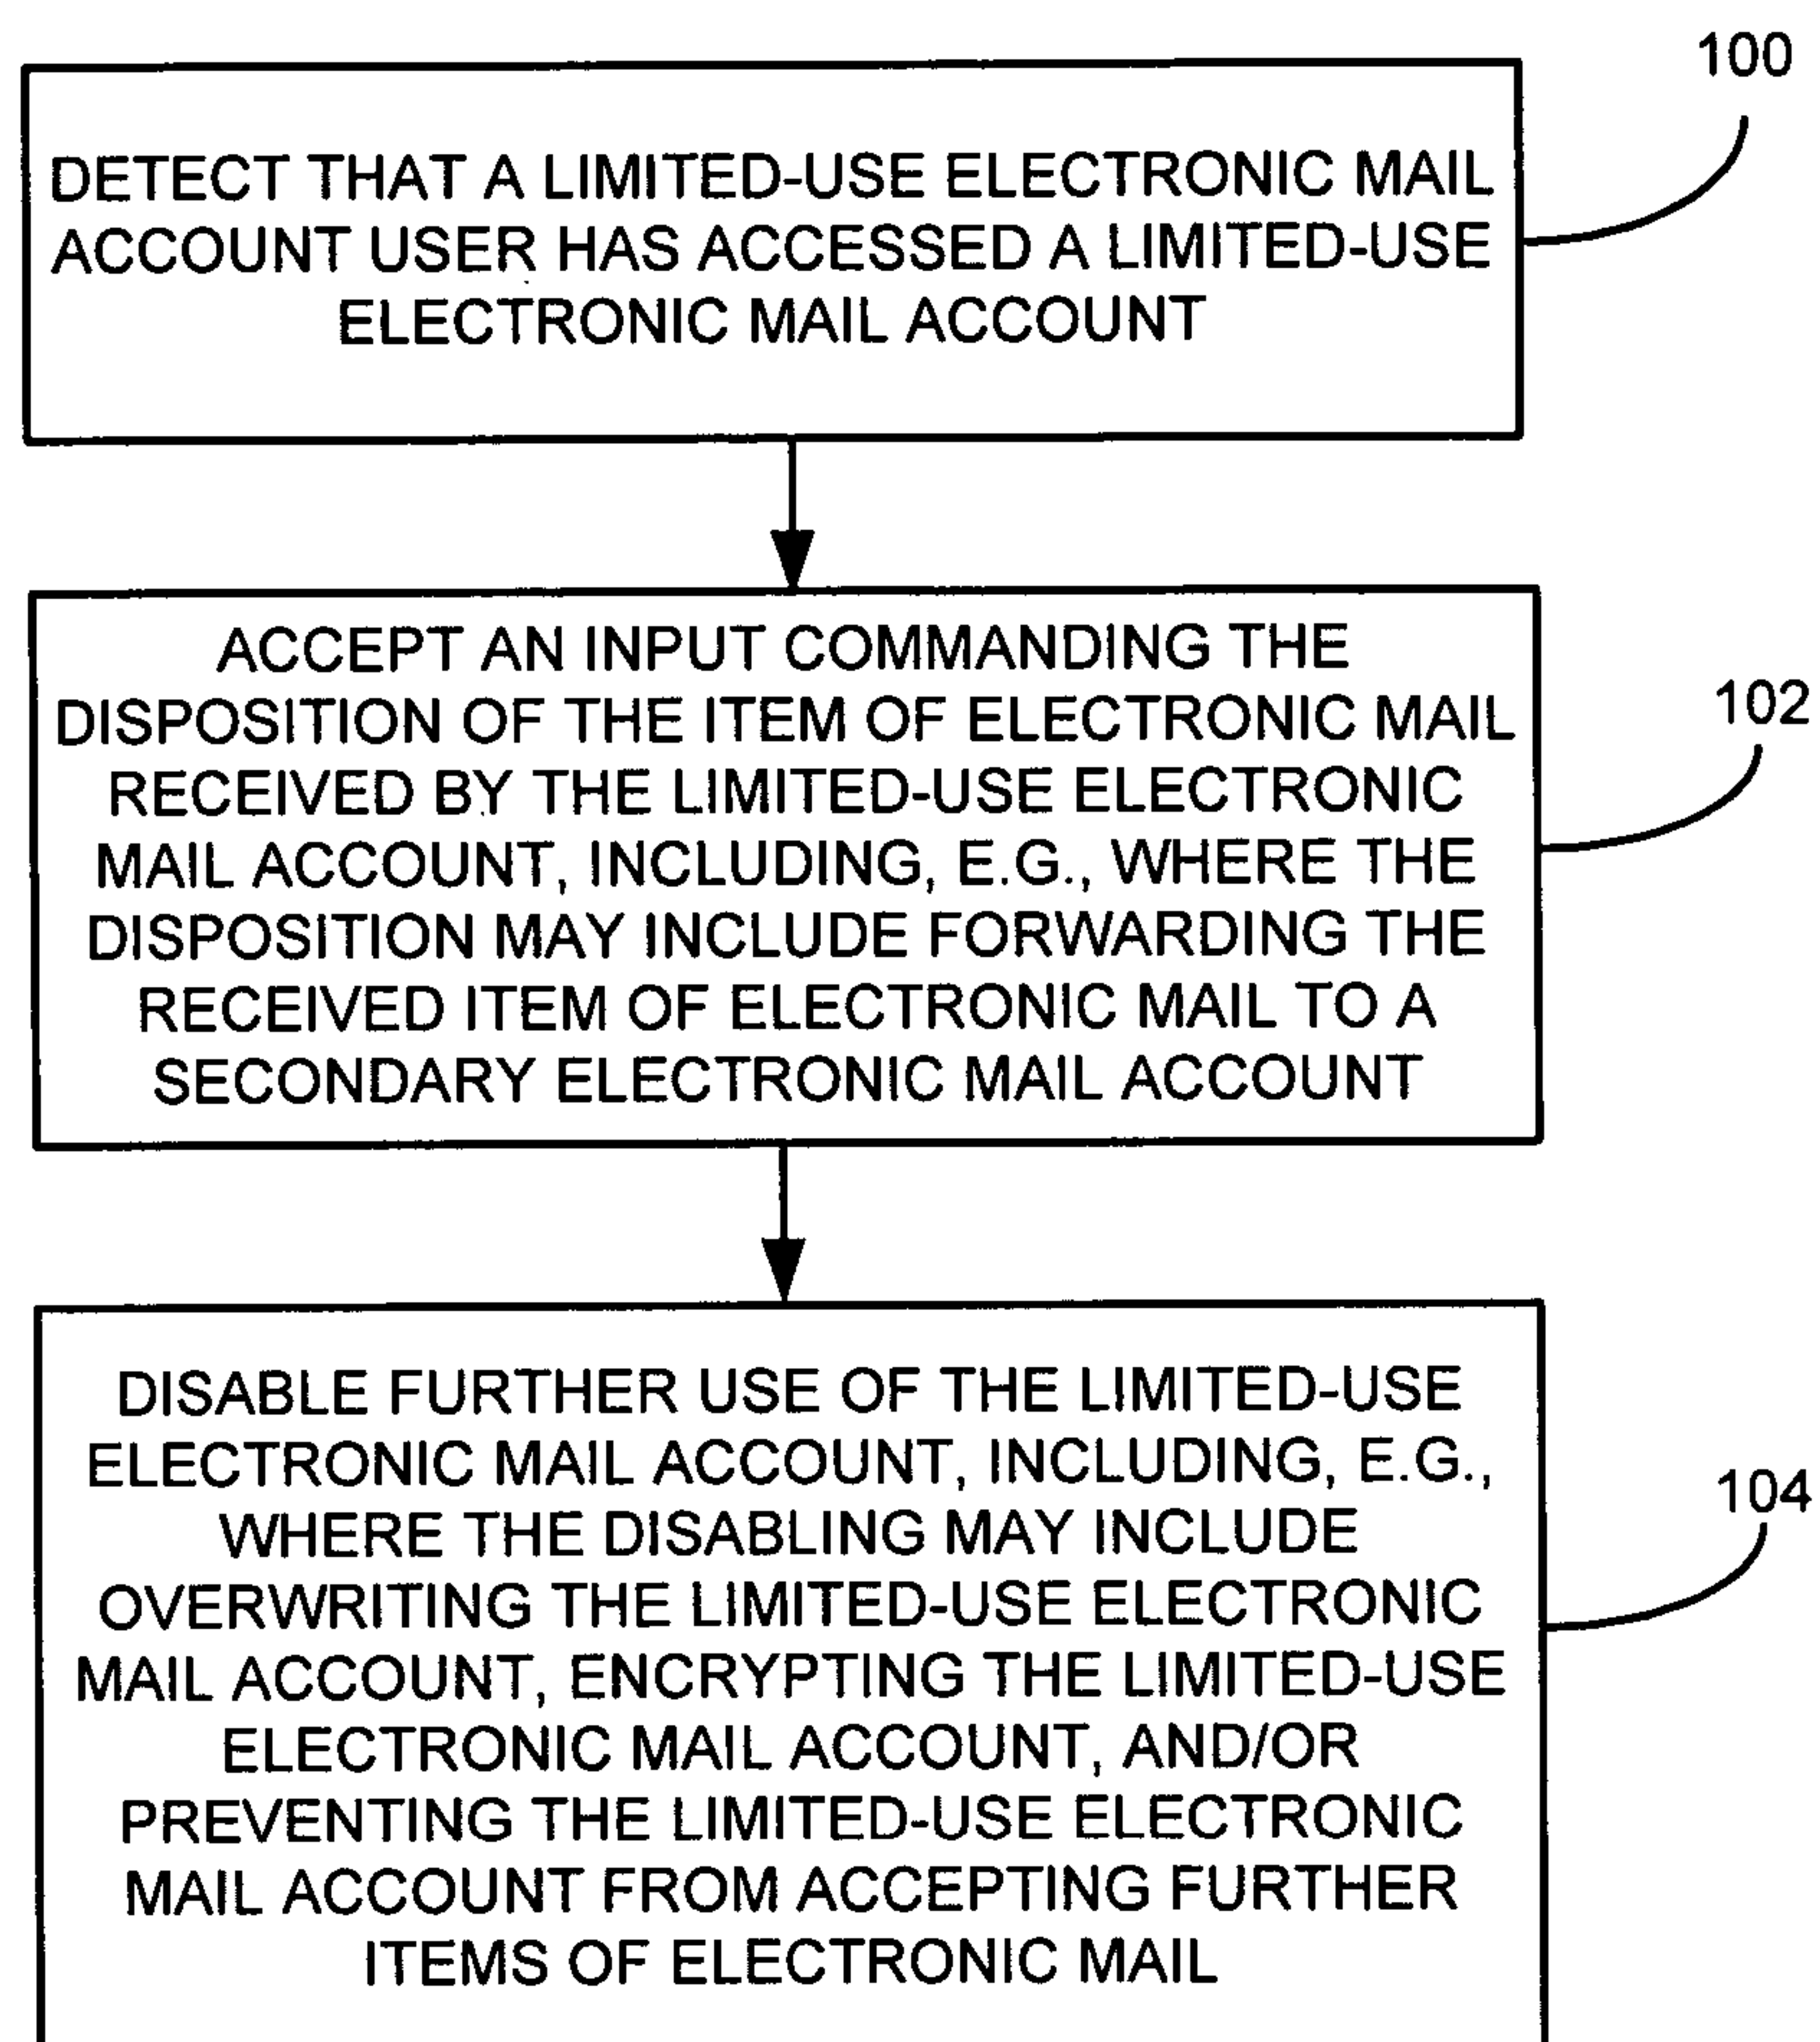 100
DETECT THAT A LIMITED-USE ELECTRONIC MAIL
ACCOUNT USER HAS ACCESSED A LIMITED-USE
ELECTRONIC MAIL ACCOUNT
ACCEPT AN INPUT COMMANDING THE
DISPOSITION OF THE ITEM OF ELECTRONIC MAIL
RECEIVED BY THE LIMITED-USE ELECTRONIC
MAIL ACCOUNT, INCLUDING, E.G., WHERE THE
DISPOSITION MAY INCLUDE FORWARDING THE
RECEIVED ITEM OF ELECTRONIC MAIL TO A
SECONDARY ELECTRONIC MAIL ACCOUNT
102
DISABLE FURTHER USE OF THE LIMITED-USE
ELECTRONIC MAIL ACCOUNT, INCLUDING, E.G.,
WHERE THE DISABLING MAY INCLUDE
OVERWRITING THE LIMITED-USE ELECTRONIC
MAIL ACCOUNT, ENCRYPTING THE LIMITED-USE
ELECTRONIC MAIL ACCOUNT, AND/OR
PREVENTING THE LIMITED-USE ELECTRONIC
MAIL ACCOUNT FROM ACCEPTING FURTHER
ITEMS OF ELECTRONIC MAIL
104